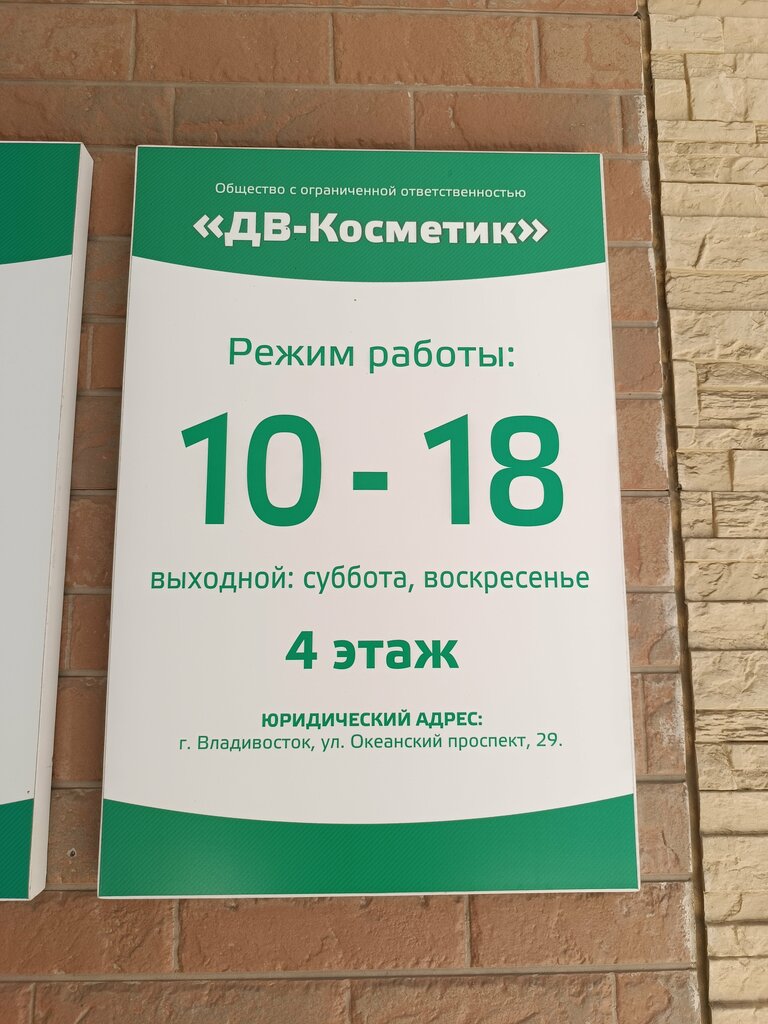 Общество с ограниченной ответственностью
«ДВ-Косметик»
Режим работы:
10 - 18
выходной: суббота, воскресенье
4 этаж
ЮРИДИЧЕСКИЙ АДРЕС:
г. Владивосток, ул. Океанский проспект, 29.